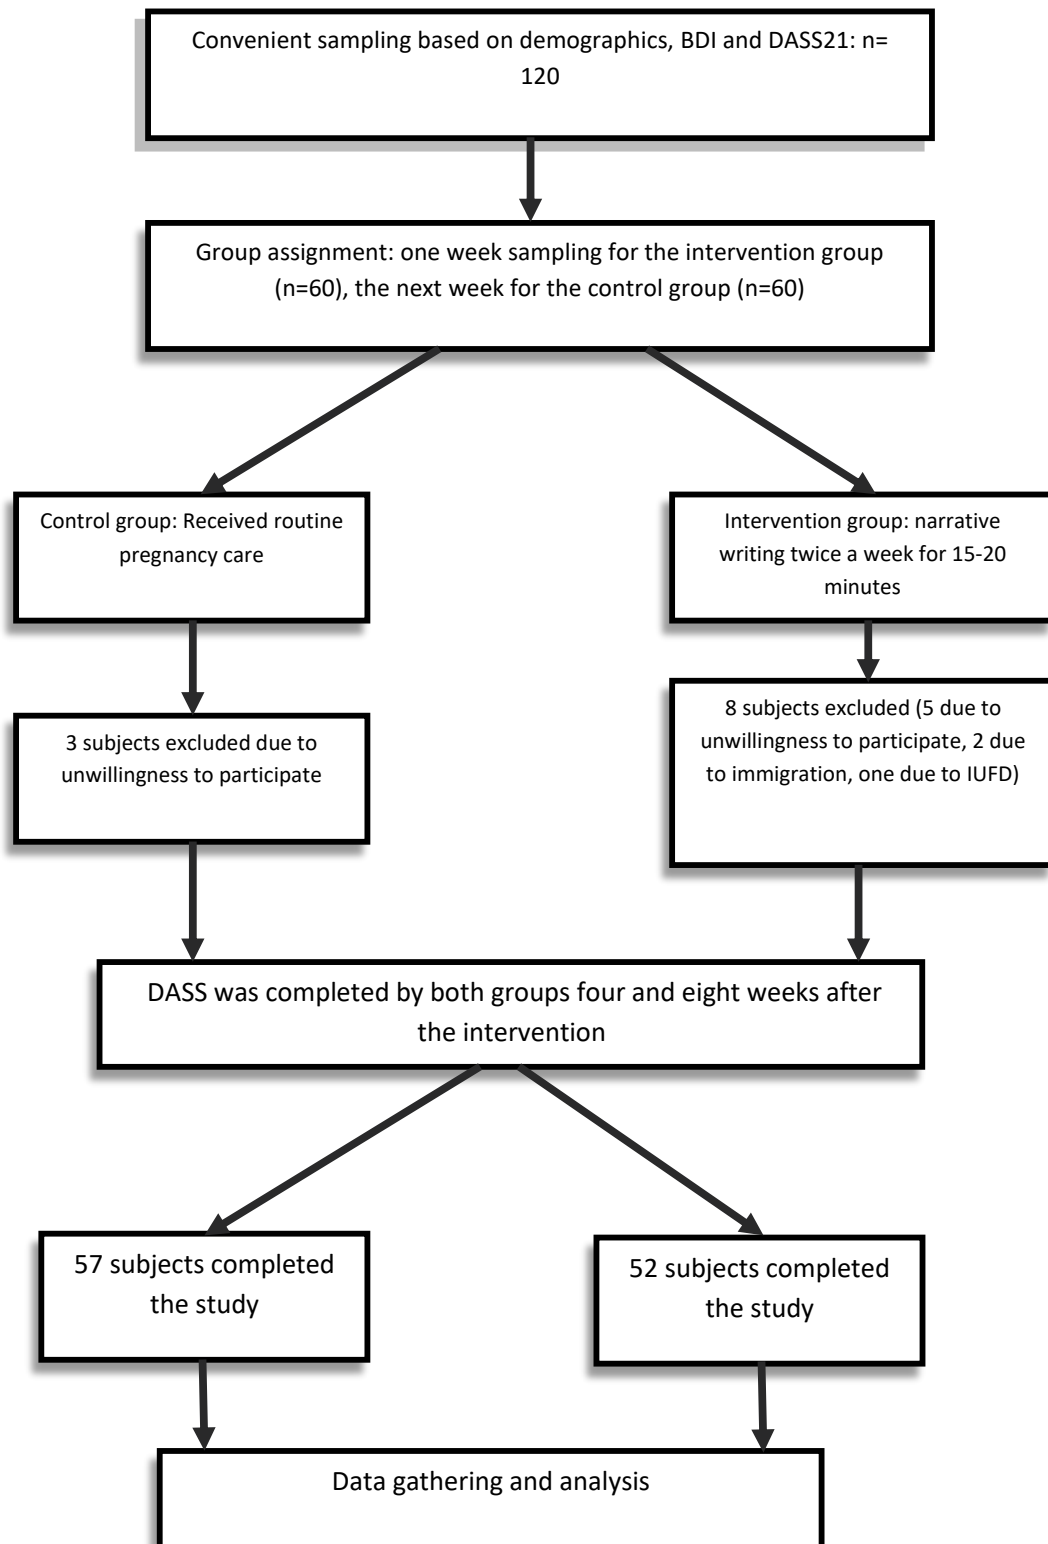 Convenient sampling based on demographics, BDI and DASS21: n=
120
Group assignment: one week sampling for the intervention group
(n=60), the next week for the control group (n=60)
Control group: Received routine
pregnancy care
Intervention group: narrative
writing twice a week for 15-20
minutes
3 subjects excluded due to
unwillingness to participate
8 subjects excluded (5 due to
unwillingness to participate, 2 due
to immigration, one due to IUFD)
DASS was completed by both groups four and eight weeks after
the intervention
57 subjects completed
the study
52 subjects completed
the study
Data gathering and analysis